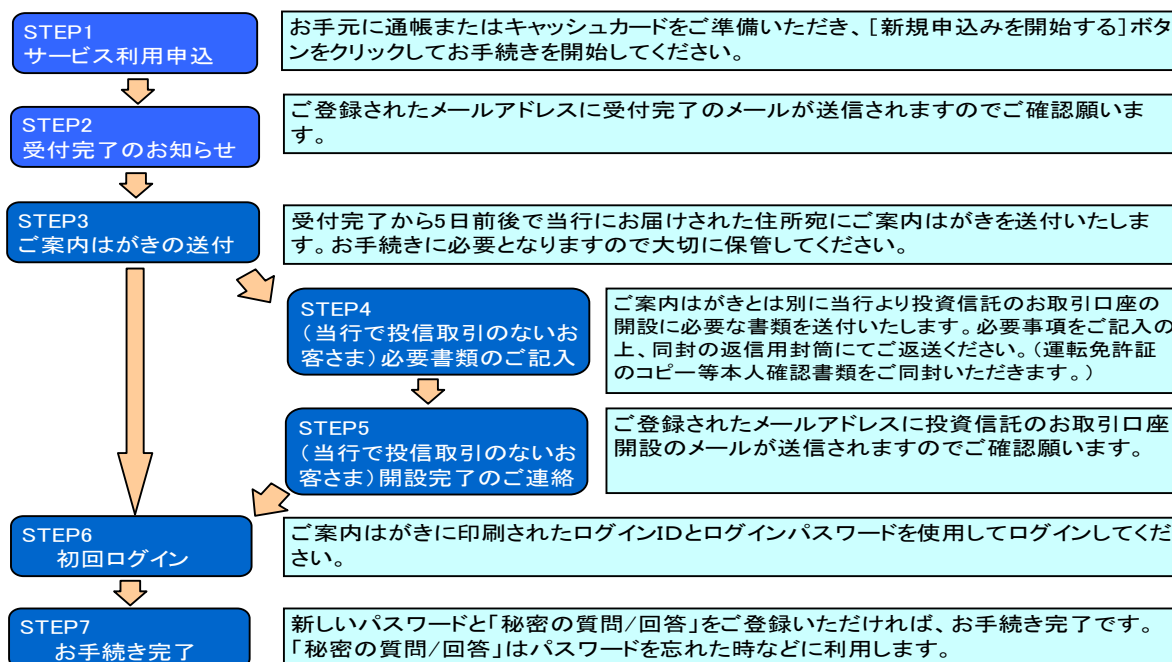 STEP1
サービス利用申込
お手元に通帳またはキャッシュカードをご準備いただき、［新規申込みを開始する］ボタ
ンをクリックしてお手続きを開始してください。
STEP2
受付完了のお知らせ
ご登録されたメールアドレスに受付完了のメールが送信されますのでご確認願いま
す。
STEP3
ご案内はがきの送付
受付完了から5日前後で当行にお届けされた住所宛にご案内はがきを送付いたしま
す。お手続きに必要となりますので大切に保管してください。
STEP4
（当行で投信取引のないお
客さま）必要書類のご記入
ご案内はがきとは別に当行より投資信託のお取引口座の
開設に必要な書類を送付いたします。必要事項をご記入の
上、同封の返信用封筒にてご返送ください。（運転免許証
のコピー等本人確認書類をご同封いただきます。）
STEP5
（当行で投信取引のないお
客さま）開設完了のご連絡
ご登録されたメールアドレスに投資信託のお取引口座
開設のメールが送信されますのでご確認願います。
STEP6
初回ログイン
ご案内はがきに印刷されたログインIDとログインパスワードを使用してログインしてくだ
さい。
STEP7
お手続き完了
新しいパスワードと「秘密の質問/回答」をご登録いただければ、お手続き完了です。
「秘密の質問/回答」はパスワードを忘れた時などに利用します。